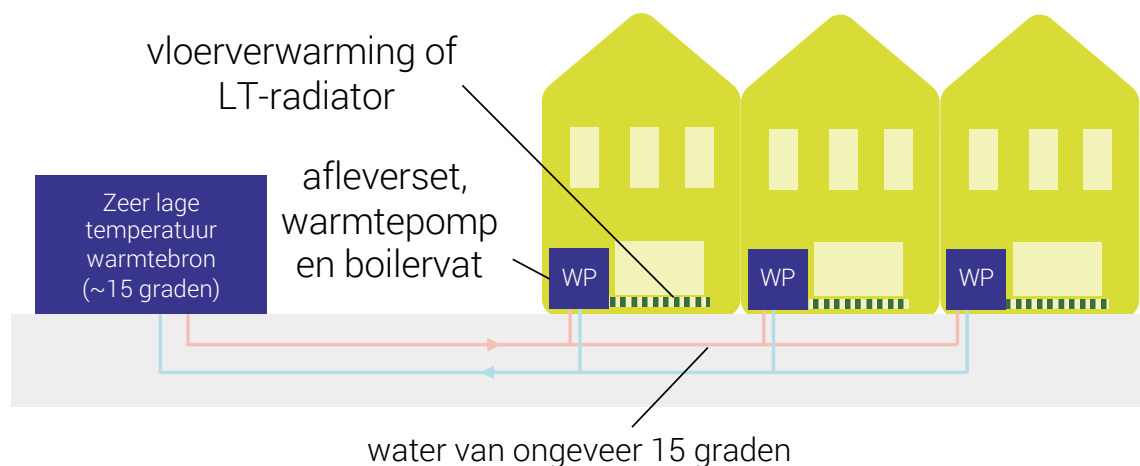 vloerverwarming of
LT-radiator
afleverset,
warmtepomp
en boilervat
Zeer lage
temperatuur
warmtebron
(~15 graden)
WP
WP
WP
water van ongeveer 15 graden